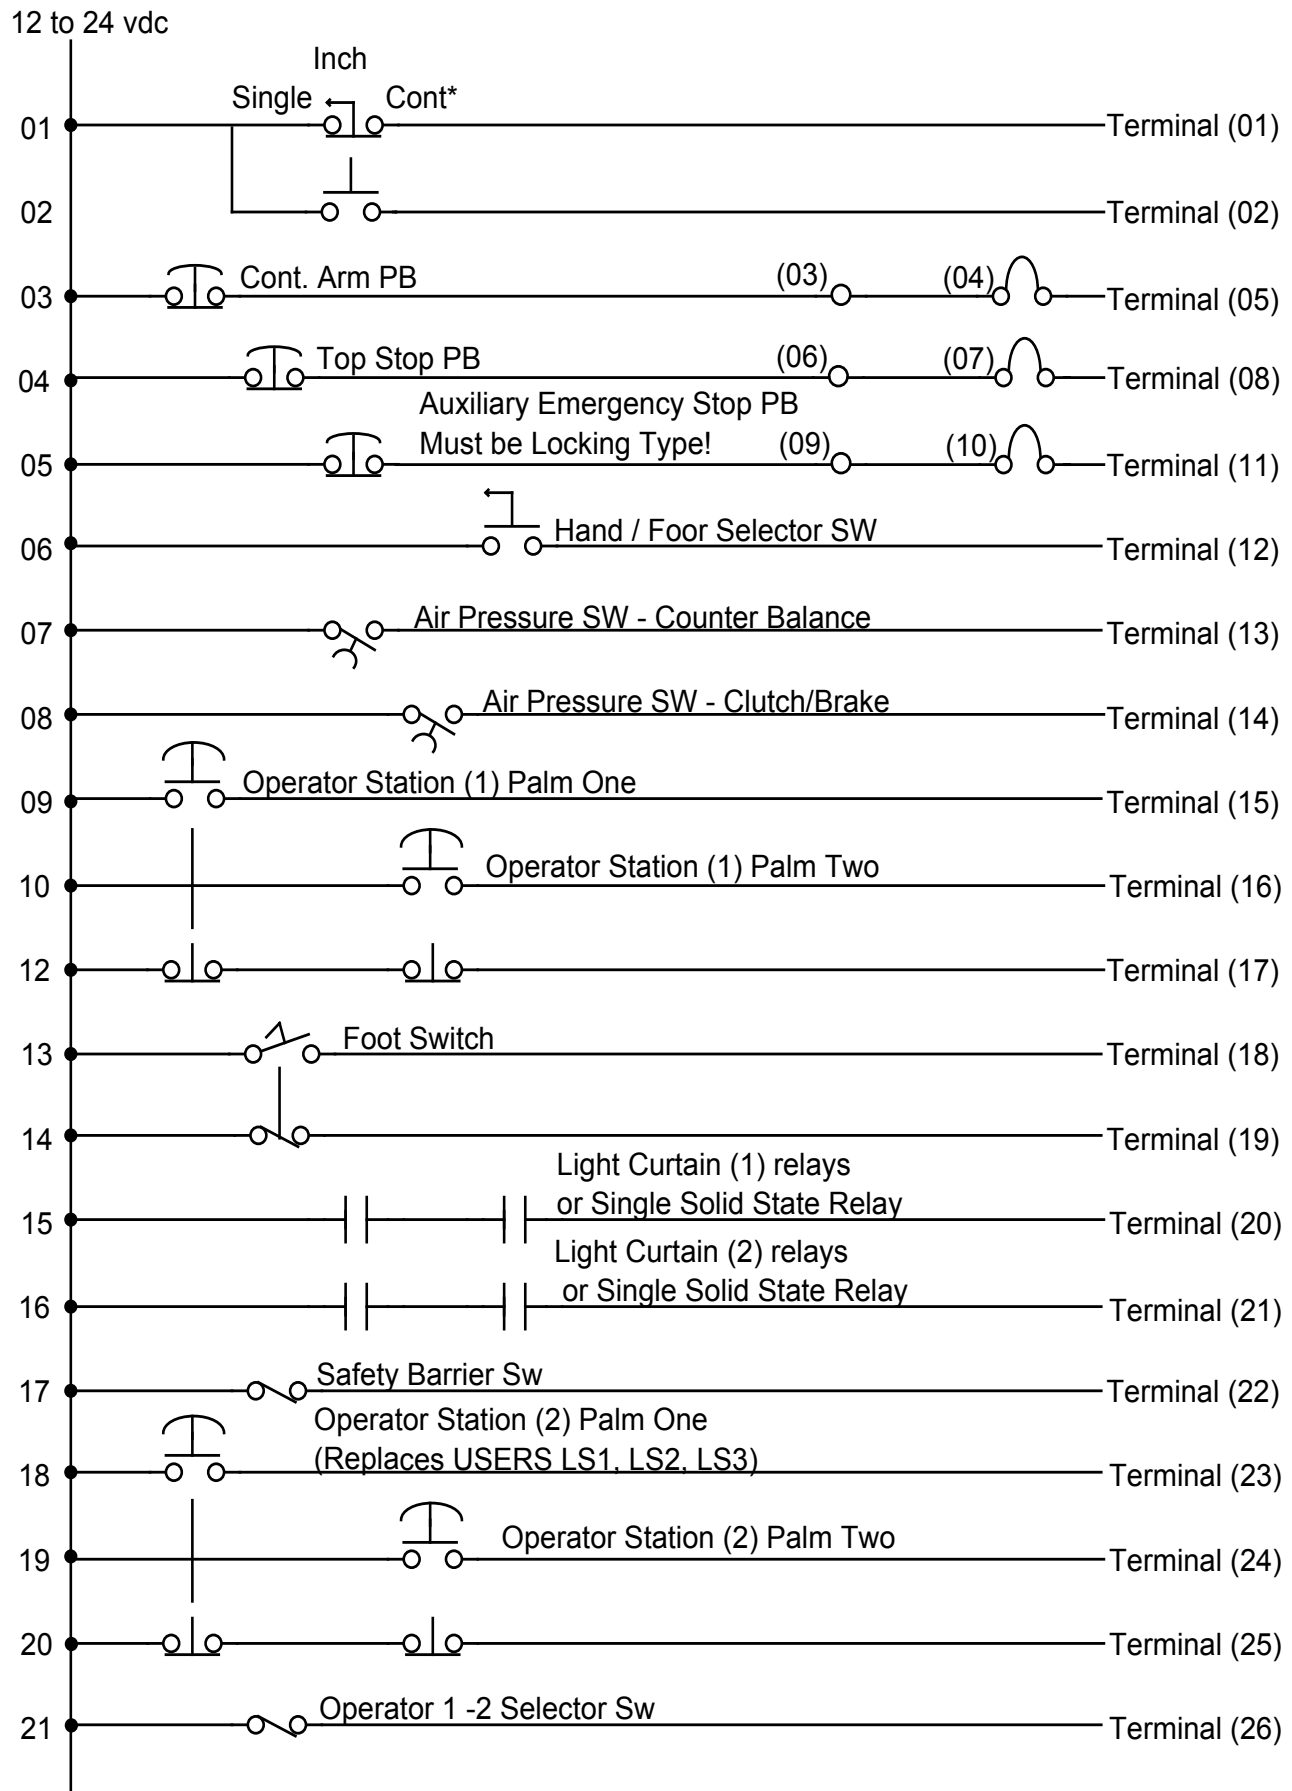 12 to 24 vdc
Inch
Single Cont*
01 Terminal (01)
02 Terminal (02)
03 Cont. Arm PB (03) (04) Terminal (05)
04 Top Stop PB (06) (07) Terminal (08)
Auxiliary Emergency Stop PB
05 Must be Locking Type! (09) (10) Terminal (11)
06 Hand / Foor Selector SW Terminal (12)
07 Air Pressure SW - Counter Balance Terminal (13)
08 Air Pressure SW - Clutch/Brake Terminal (14)
09 Operator Station (1) Palm One Terminal (15)
10 Operator Station (1) Palm Two Terminal (16)
12 Terminal (17)
13 Foot Switch Terminal (18)
14 Terminal (19)
Light Curtain (1) relays
15 or Single Solid State Relay Terminal (20)
Light Curtain (2) relays
16 or Single Solid State Relay Terminal (21)
17 Safety Barrier Sw Terminal (22)
Operator Station (2) Palm One
18 (Replaces USERS LS1, LS2, LS3) Terminal (23)
19 Operator Station (2) Palm Two Terminal (24)
20 Terminal (25)
21 Operator 1 -2 Selector Sw Terminal (26)